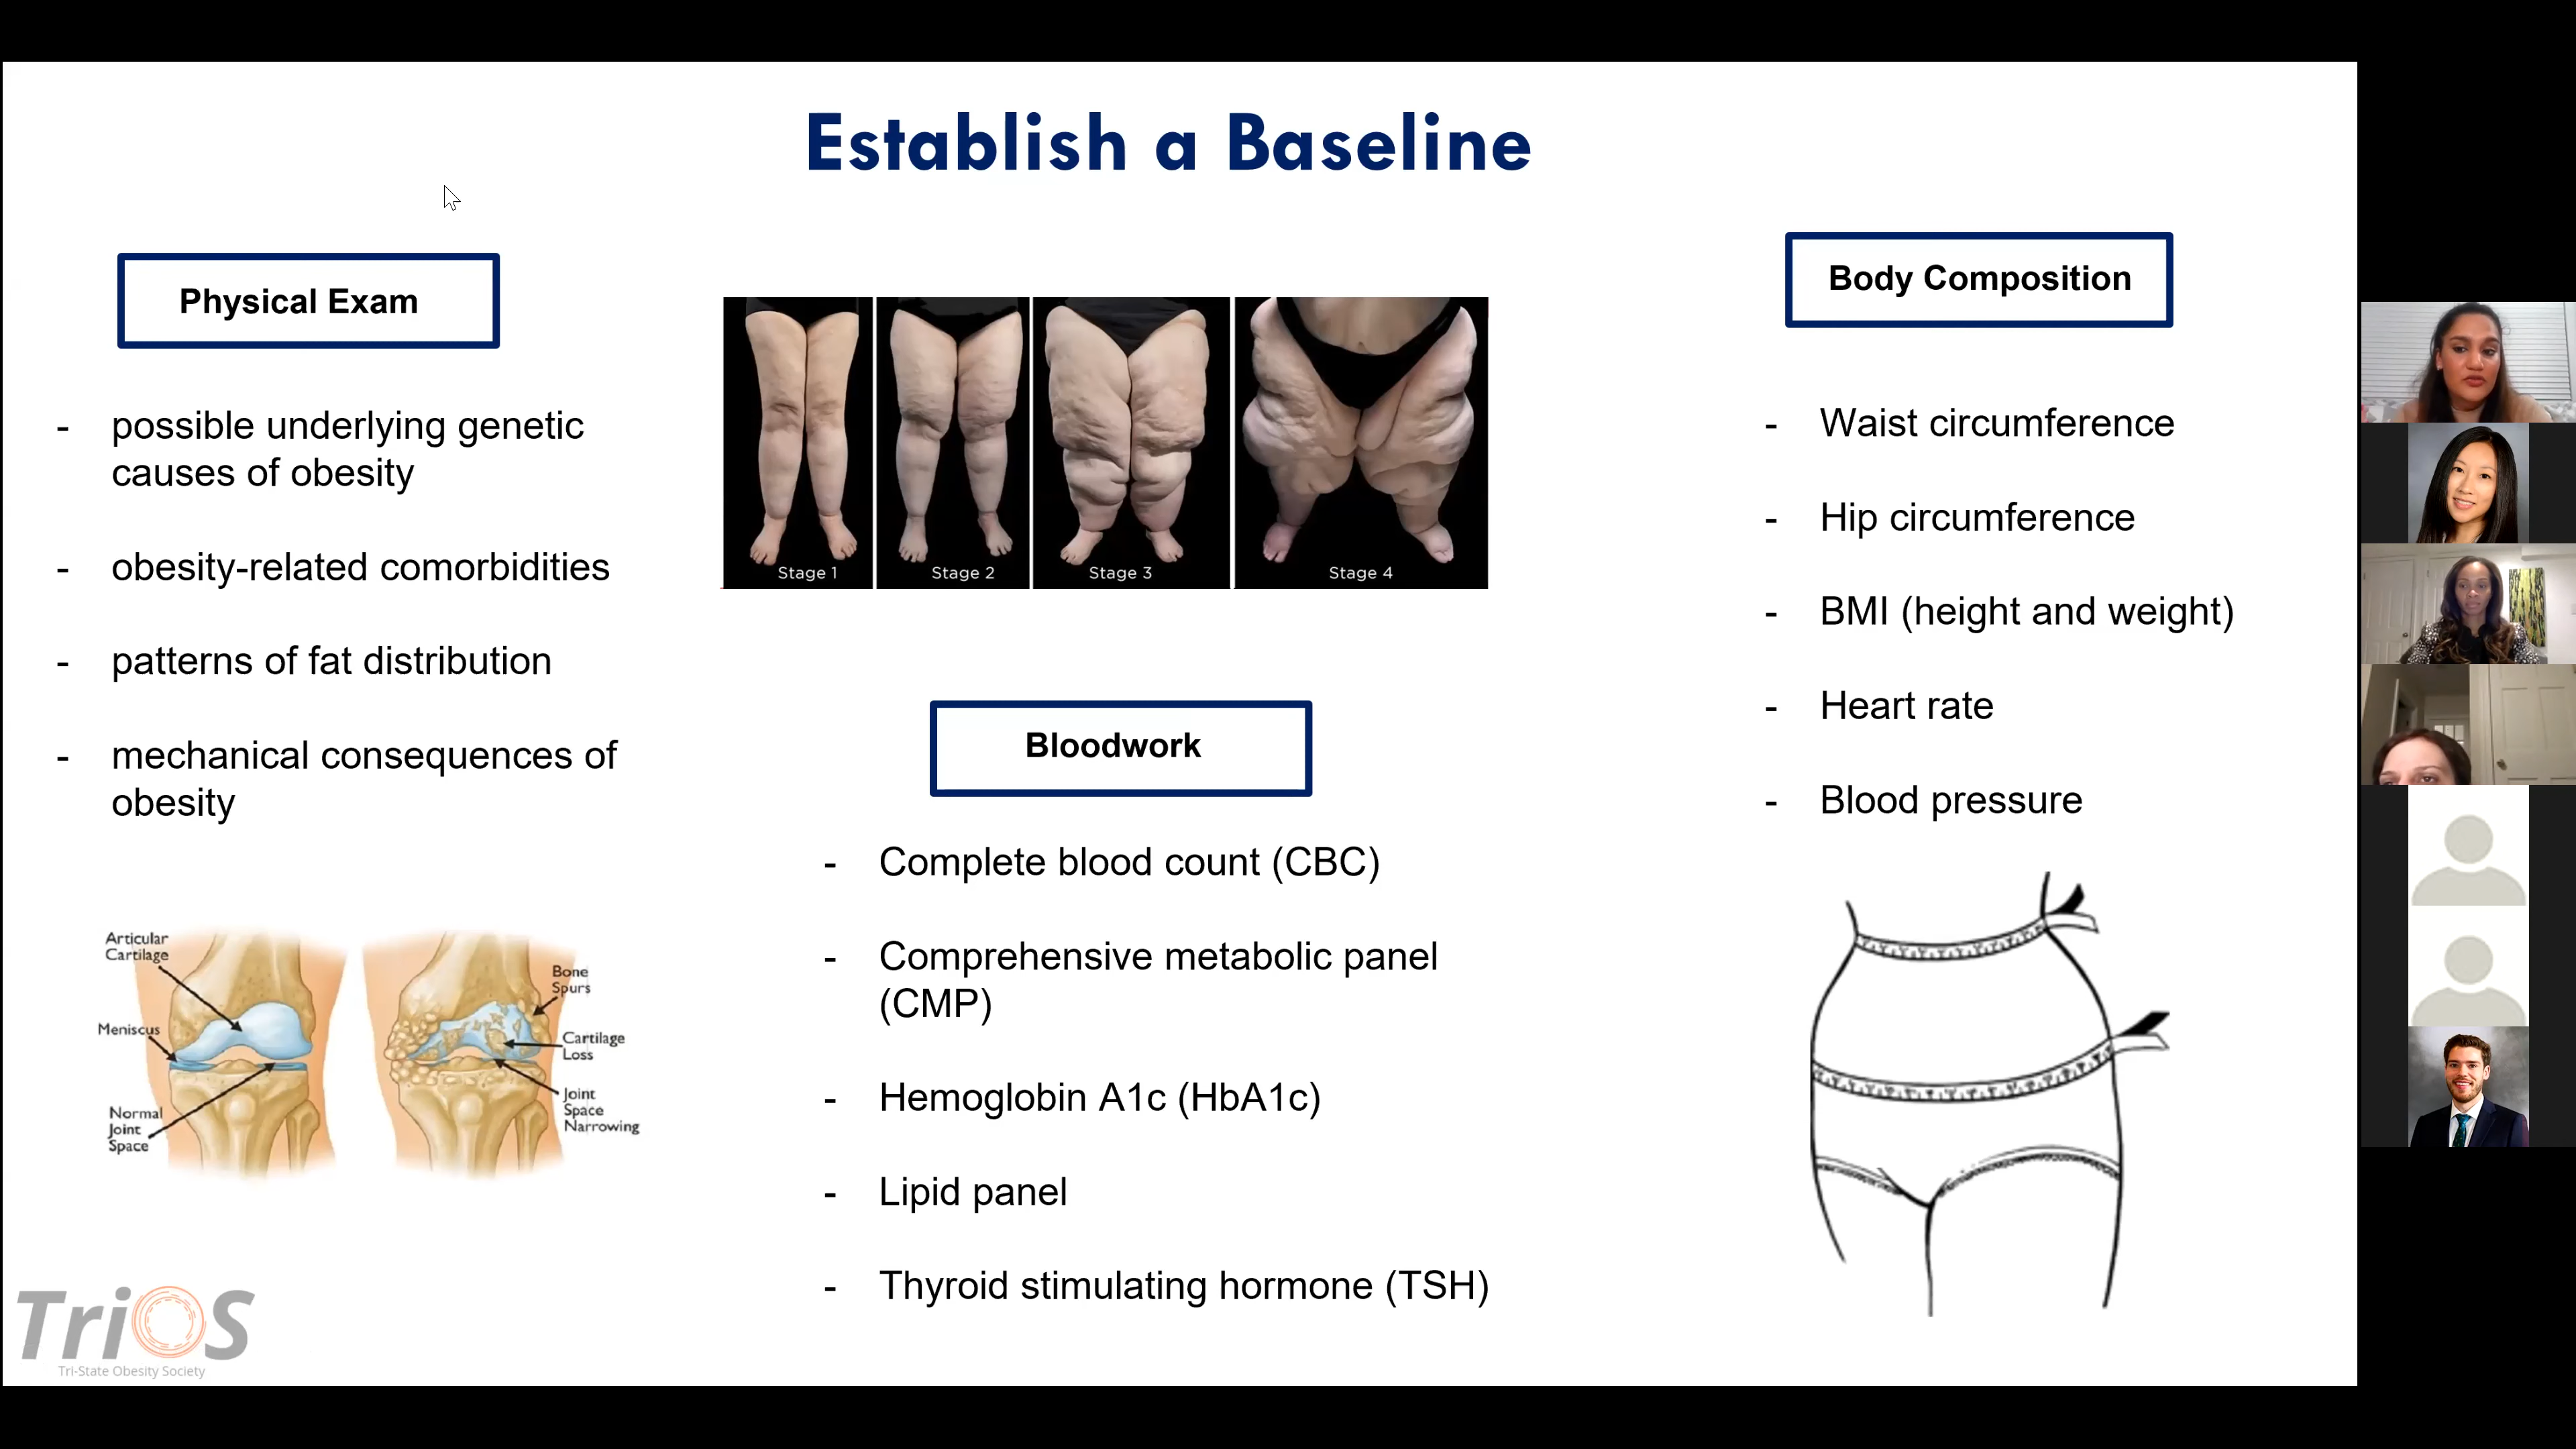 Establish a Baseline
Physical Exam
- possible underlying genetic
causes of obesity
- obesity-related comorbidities
- patterns of fat distribution
- mechanical consequences of
obesity
Articular
Cartilage
Meniscus
Normal
Joint
Space
Bone
Spurs
Cartilage
Loss
Joint
Space
Narrowing
Stage 1
Stage 2
Stage 3
Stage 4
Bloodwork
- Complete blood count (CBC)
- Comprehensive metabolic panel
(CMP)
- Hemoglobin A1c (HbA1c)
- Lipid panel
- Thyroid stimulating hormone (TSH)
Body Composition
- Waist circumference
- Hip circumference
- BMI (height and weight)
- Heart rate
- Blood pressure
TriOS
Tri-State Obesity Society